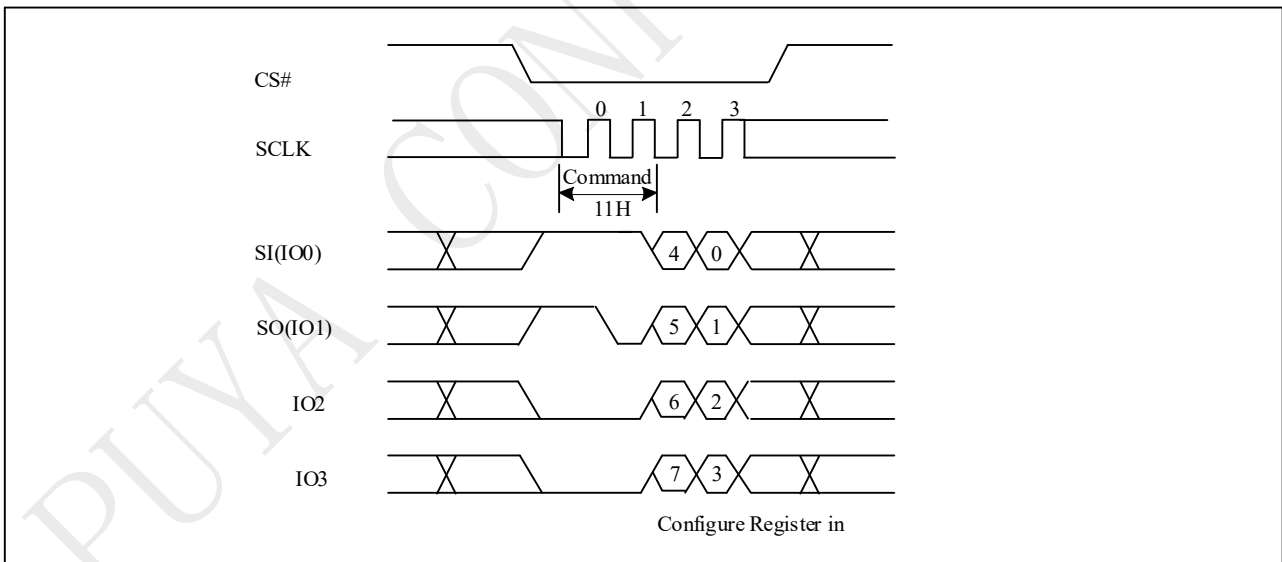 CS#
0 1 2 3
SCLK
Command
11H
SI(IO0)
4 0
SO(IO1)
5 1
IO2
6 2
IO3
7 3
Configure Register in
PUYA CONF